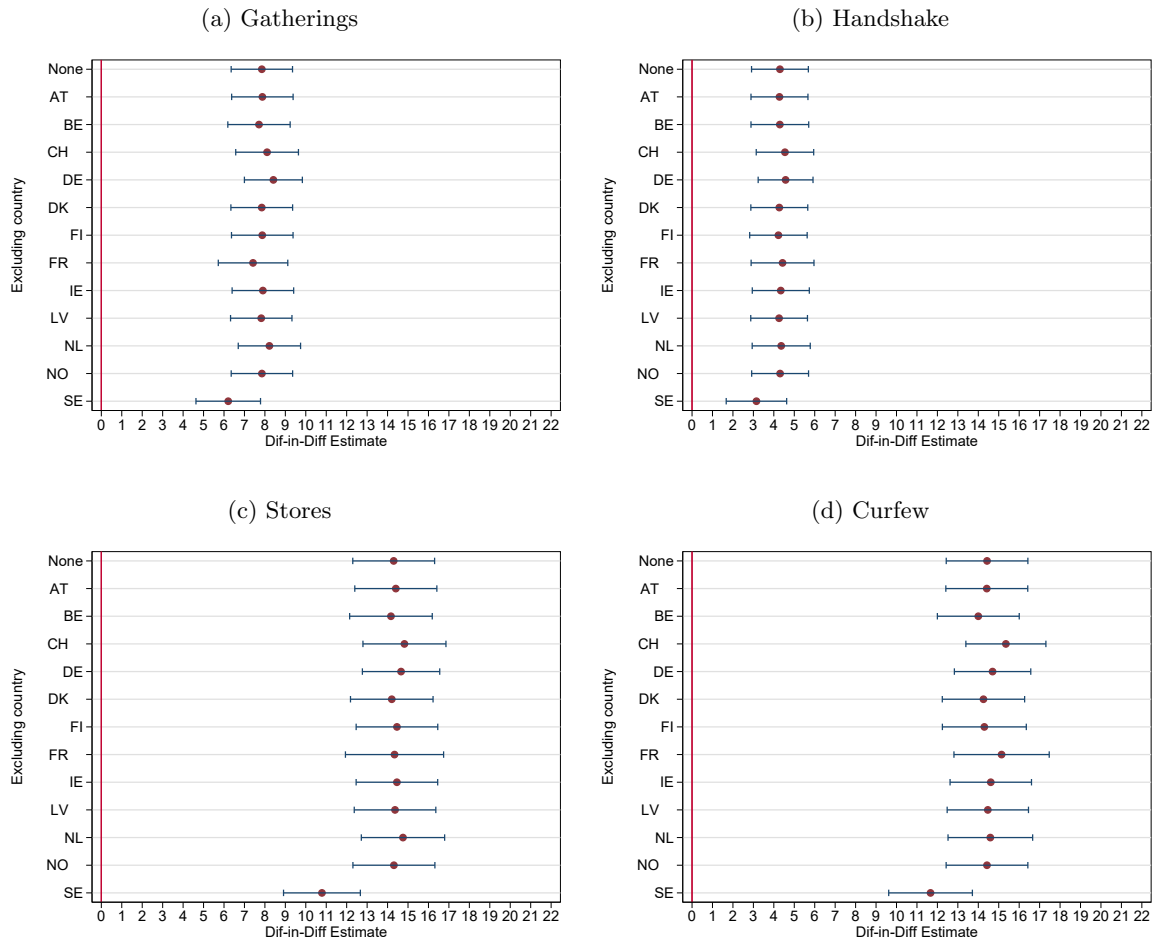 (a) Gatherings
Excluding country
None
AT
BE
CH
DE
DK
FI
FR
IE
LV
NL
NO
SE
0 1 2 3 4 5 6 7 8 9 10 11 12 13 14 15 16 17 18 19 20 21 22
Dif-in-Diff Estimate
(b) Handshake
Excluding country
None
AT
BE
CH
DE
DK
FI
FR
IE
LV
NL
NO
SE
0 1 2 3 4 5 6 7 8 9 10 11 12 13 14 15 16 17 18 19 20 21 22
Dif-in-Diff Estimate
(c) Stores
Excluding country
None
AT
BE
CH
DE
DK
FI
FR
IE
LV
NL
NO
SE
0 1 2 3 4 5 6 7 8 9 10 11 12 13 14 15 16 17 18 19 20 21 22
Dif-in-Diff Estimate
(d) Curfew
Excluding country
None
AT
BE
CH
DE
DK
FI
FR
IE
LV
NL
NO
SE
0 1 2 3 4 5 6 7 8 9 10 11 12 13 14 15 16 17 18 19 20 21 22
Dif-in-Diff Estimate